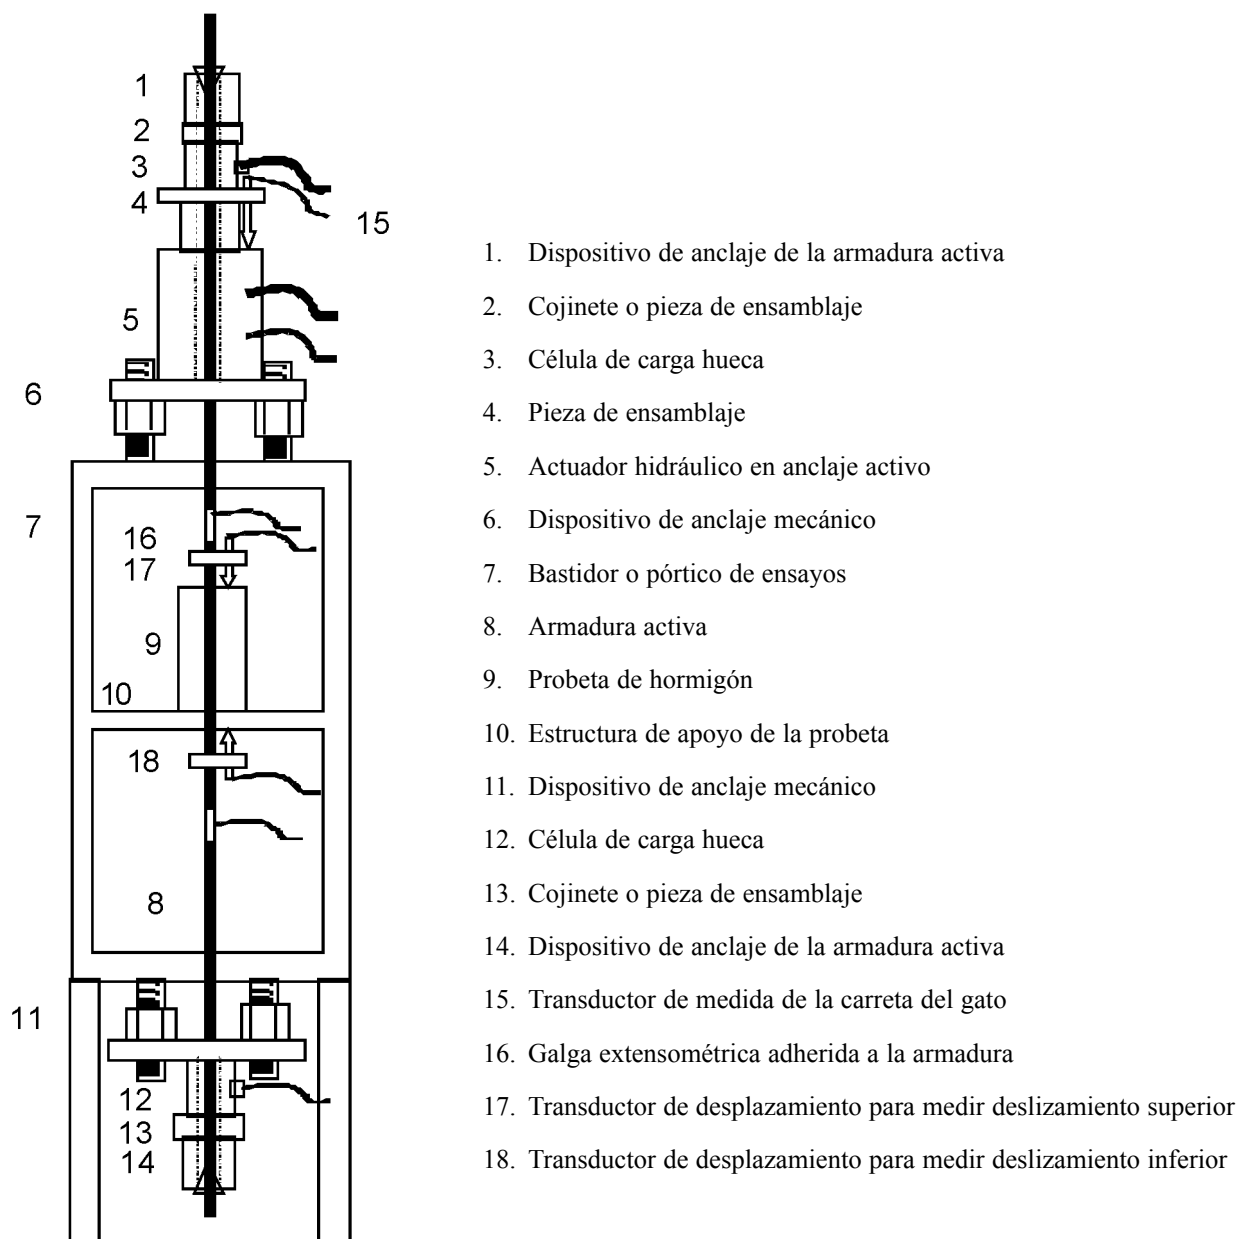 1
2
3
4
15
5
6
7
16
17
9
10
18
8
11
12
13
14
1. Dispositivo de anclaje de la armadura activa
2. Cojinete o pieza de ensamblaje
3. Célula de carga hueca
4. Pieza de ensamblaje
5. Actuador hidráulico en anclaje activo
6. Dispositivo de anclaje mecánico
7. Bastidor o pórtico de ensayos
8. Armadura activa
9. Probeta de hormigón
10. Estructura de apoyo de la probeta
11. Dispositivo de anclaje mecánico
12. Célula de carga hueca
13. Cojinete o pieza de ensamblaje
14. Dispositivo de anclaje de la armadura activa
15. Transductor de medida de la carreta del gato
16. Galga extensométrica adherida a la armadura
17. Transductor de desplazamiento para medir deslizamiento superior
18. Transductor de desplazamiento para medir deslizamiento inferior